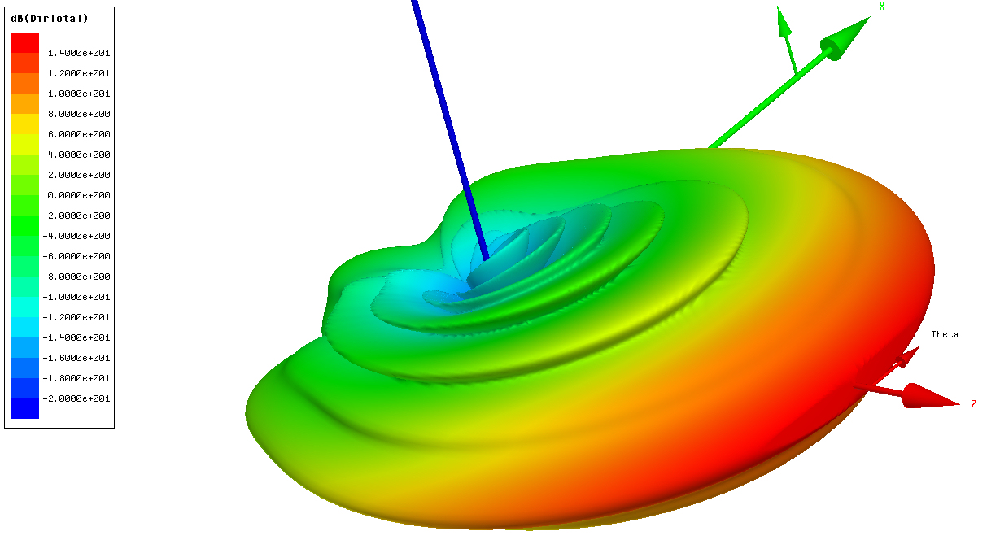 dB(DirTotal)
1.4000e+001
1.2000e+001
1.0000e+001
8.0000e+000
6.0000e+000
4.0000e+000
2.0000e+000
0.0000e+000
-2.0000e+000
-4.0000e+000
-6.0000e+000
-8.0000e+000
-1.0000e+001
-1.2000e+001
-1.4000e+001
-1.6000e+001
-1.8000e+001
-2.0000e+001
X
Theta
Z